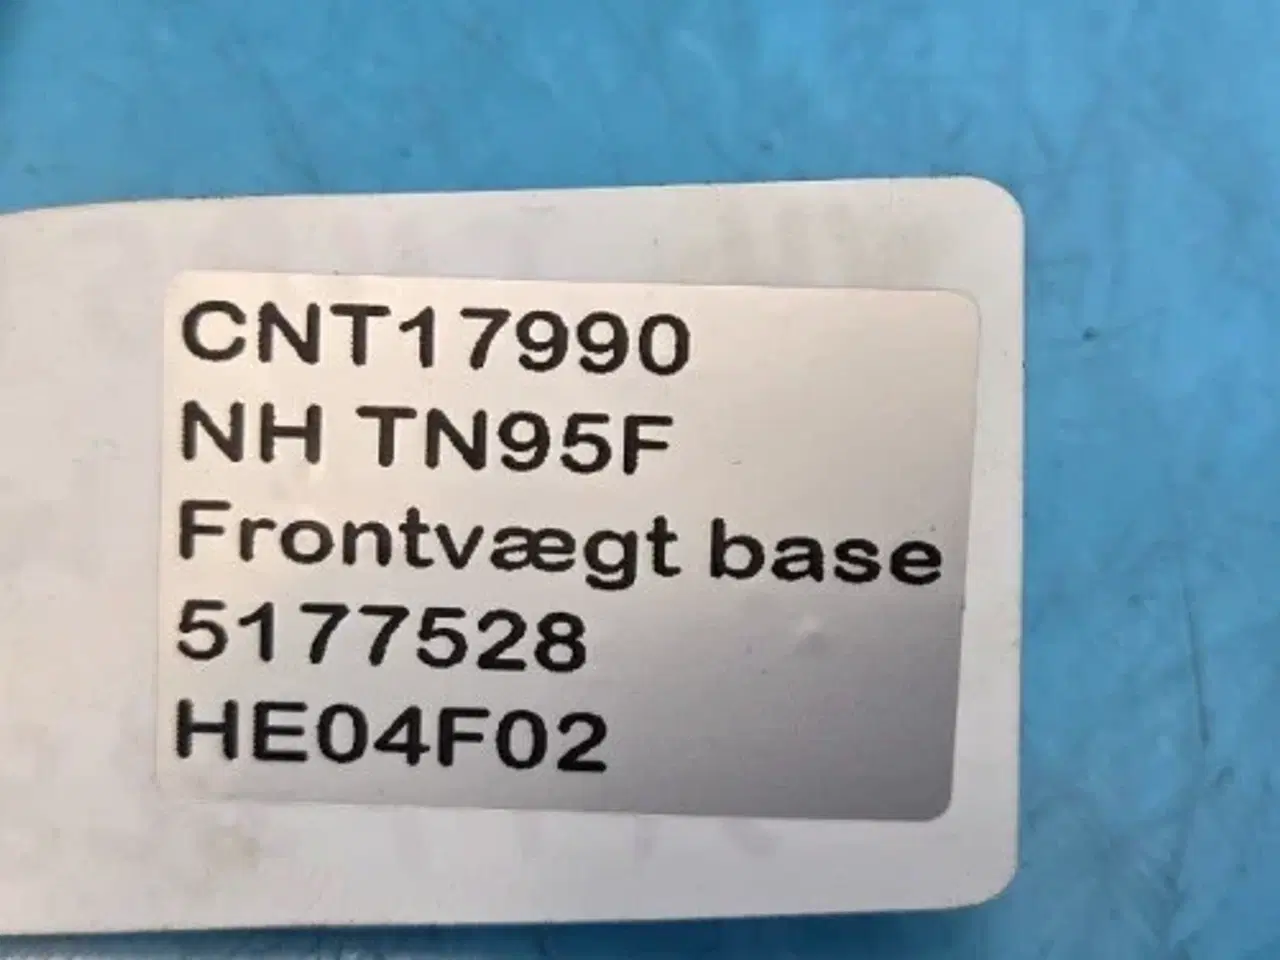 CNT17990
NH TN95F
Frontvægt base
5177528
HE04F02